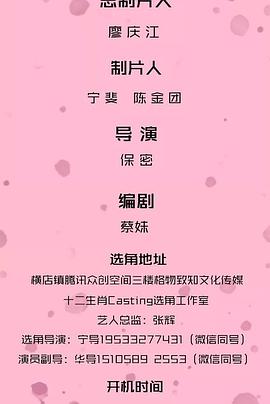 总制片人
廖庆江
制片人
宁斐 陈金团
导演
保密
编剧
蔡妹
选角地址
横店镇腾讯众创空间三楼格物致知文化传媒
十二生肖Casting选角工作室
艺人总监：张辉
选角导演：宁导19533277431（微信同号）
演员副导：华导1510589 2553（微信同号）
开机时间